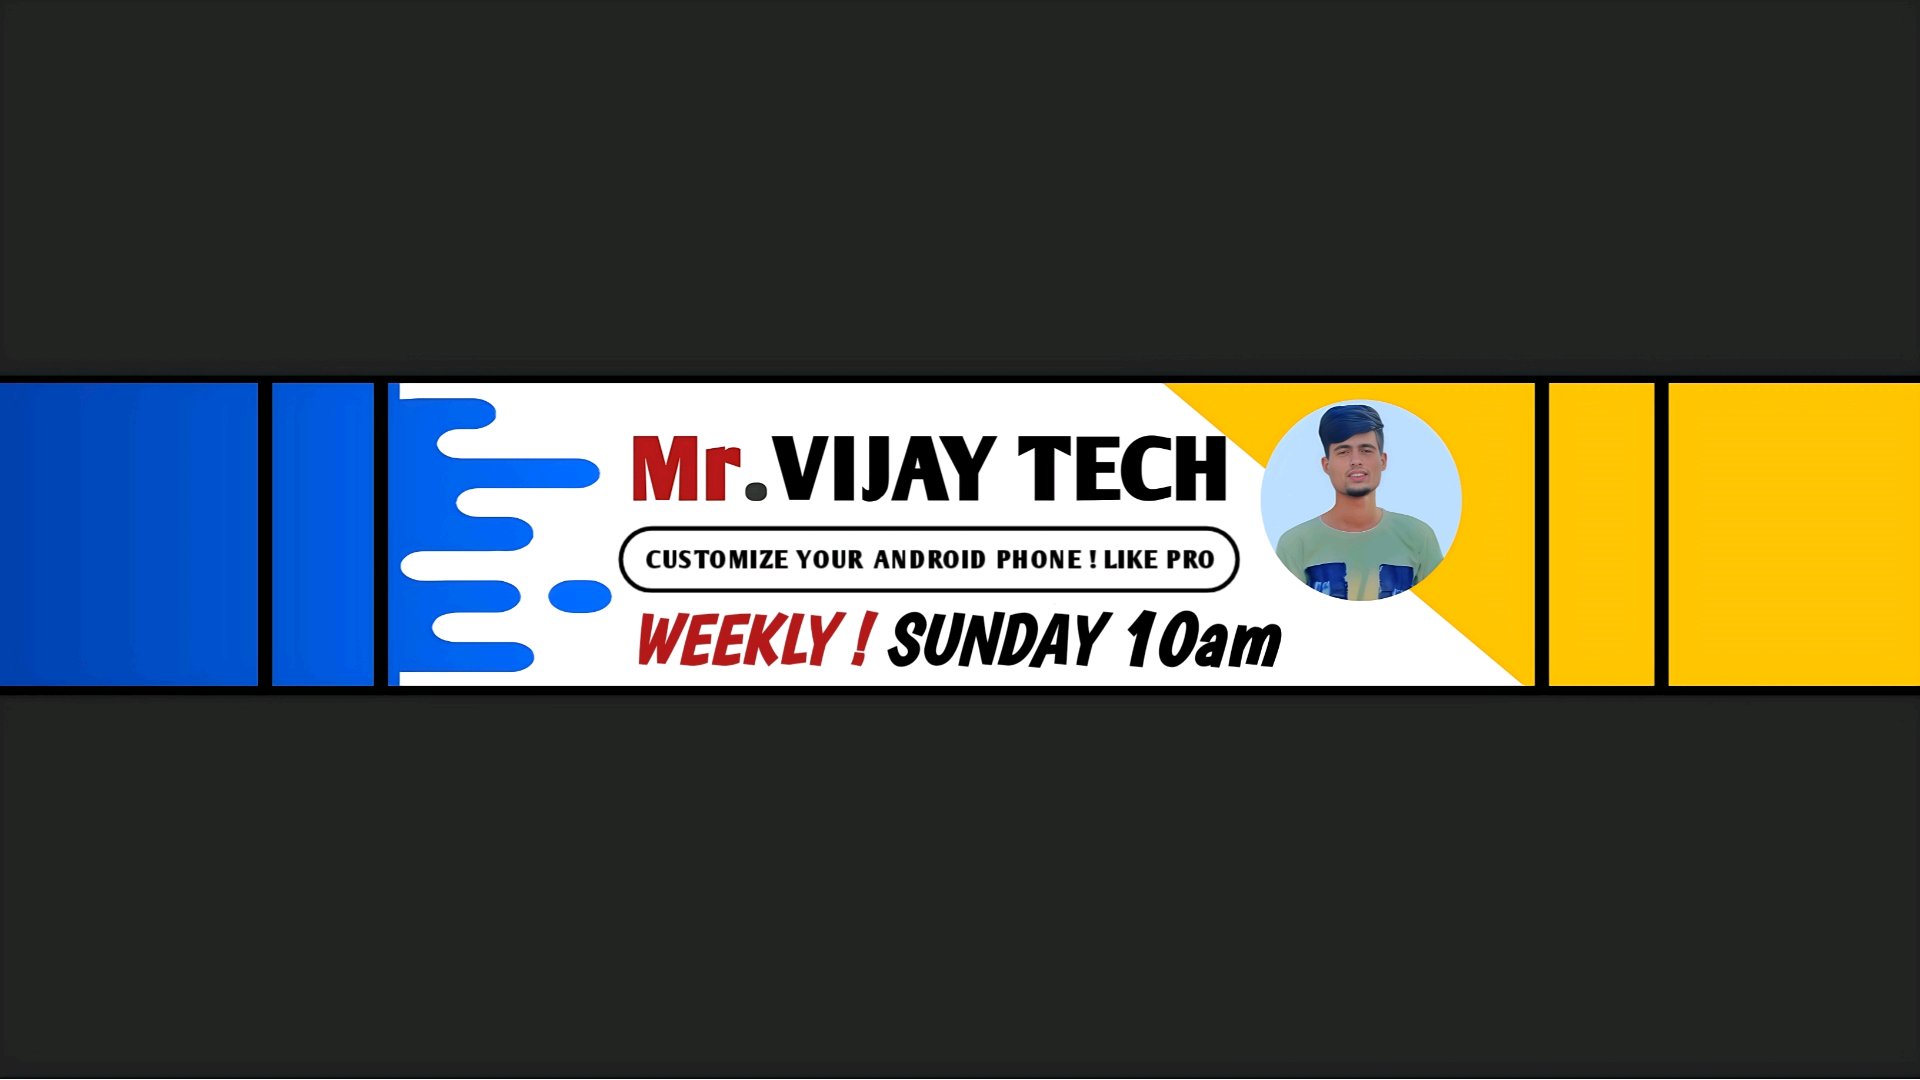 Mr.VIJAY TECH
CUSTOMIZE YOUR ANDROID PHONE ! LIKE PRO
WEEKLY ! SUNDAY 10am